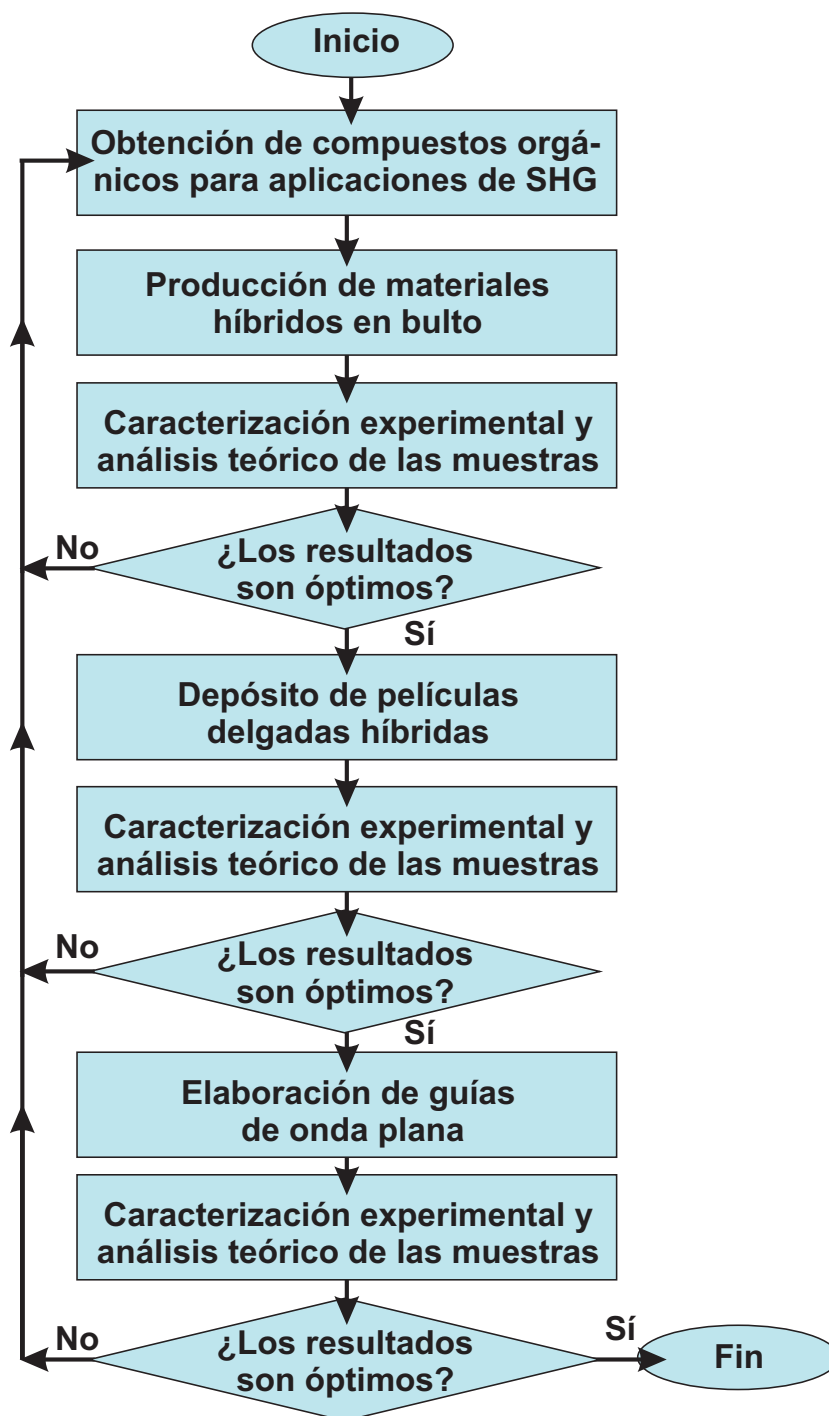 Inicio
Obtención de compuestos orgá-
nicos para aplicaciones de SHG
Producción de materiales
híbridos en bulto
Caracterización experimental y
análisis teórico de las muestras
No
¿Los resultados
son óptimos?
Sí
Depósito de películas
delgadas híbridas
Caracterización experimental y
análisis teórico de las muestras
No
¿Los resultados
son óptimos?
Sí
Elaboración de guías
de onda plana
Caracterización experimental y
análisis teórico de las muestras
No
¿Los resultados
son óptimos?
Sí
Fin